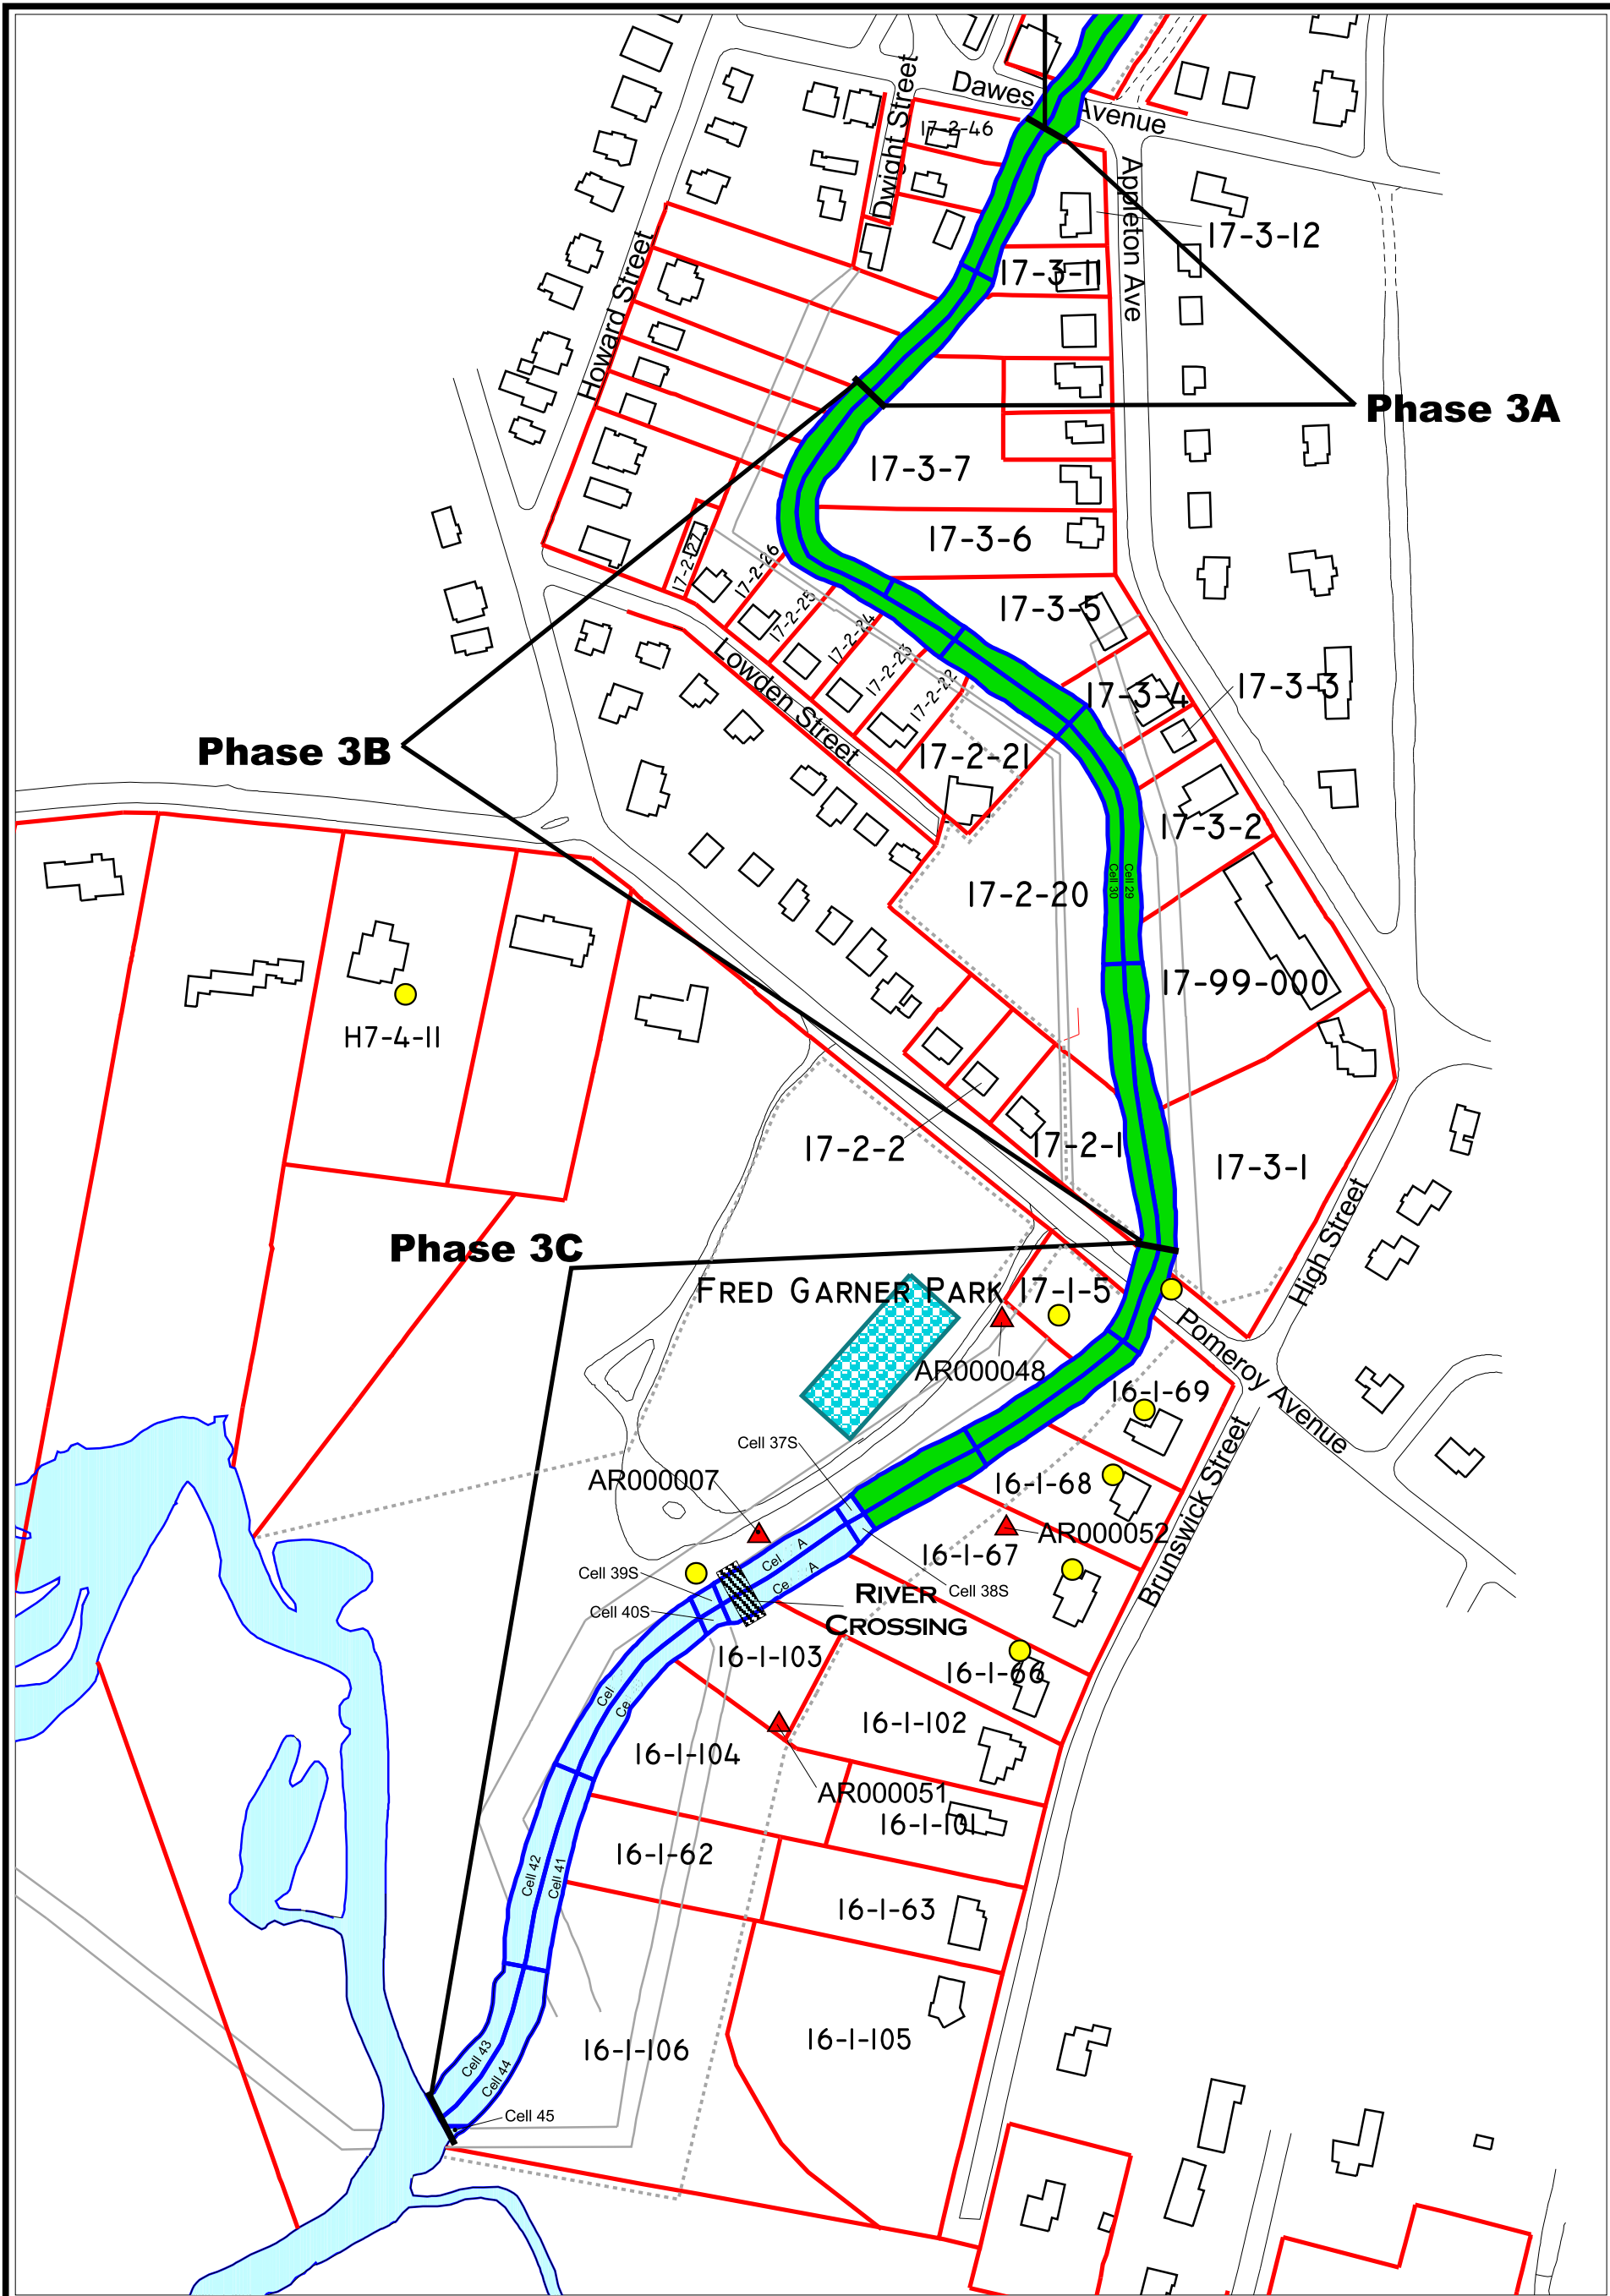 Dawes Avenue
Dwight Street
17-2-46
Appleton Ave
17-3-12
17-3-11
Howard Street
Phase 3A
17-3-7
17-3-6
17-2-27
17-2-26
17-2-25
17-2-24
17-2-23
17-2-22
17-3-5
Lowden Street
17-3-4
17-3-3
Phase 3B
17-2-21
17-3-2
Cell 30
Cell 29
17-2-20
17-99-000
H7-4-11
17-2-2
17-2-1
17-3-1
High Street
Phase 3C
FRED GARNER PARK
17-1-5
Pomeroy Avenue
AR000048
16-1-69
Cell 37S
AR000007
16-1-68
Brunswick Street
AR000052
16-1-67
Cel A
Ce A
Cell 39S
Cell 38S
RIVER
CROSSING
Cell 40S
16-1-103
16-1-66
Cel
Ce
16-1-102
16-1-104
AR000051
16-1-101
16-1-62
Cell 42
Cell 41
16-1-63
16-1-105
16-1-106
Cell 43
Cell 44
Cell 45